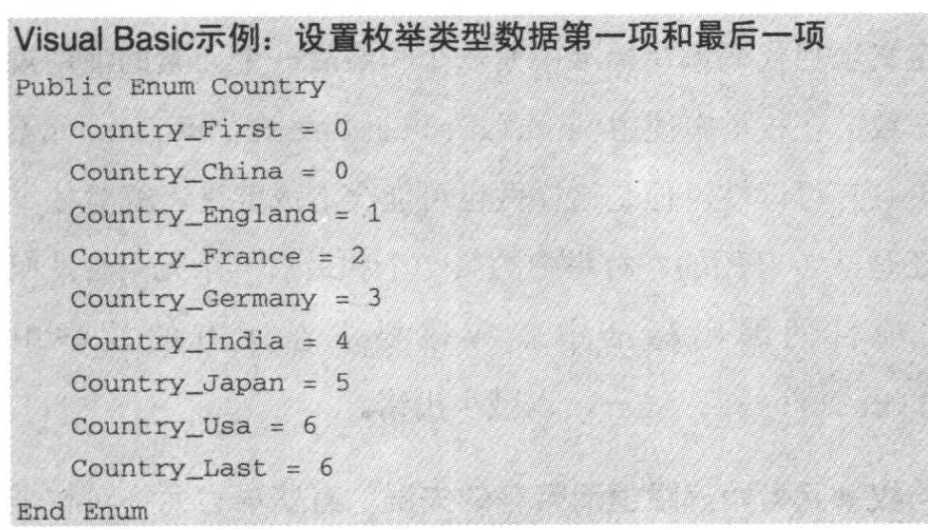 Visual Basic示例：设置枚举类型数据第一项和最后一项
Public Enum Country
Country_First = 0
Country_China = 0
Country_England = 1
Country_France = 2
Country_Germany = 3
Country_India = 4
Country_Japan = 5
Country_Usa = 6
Country_Last = 6
End Enum